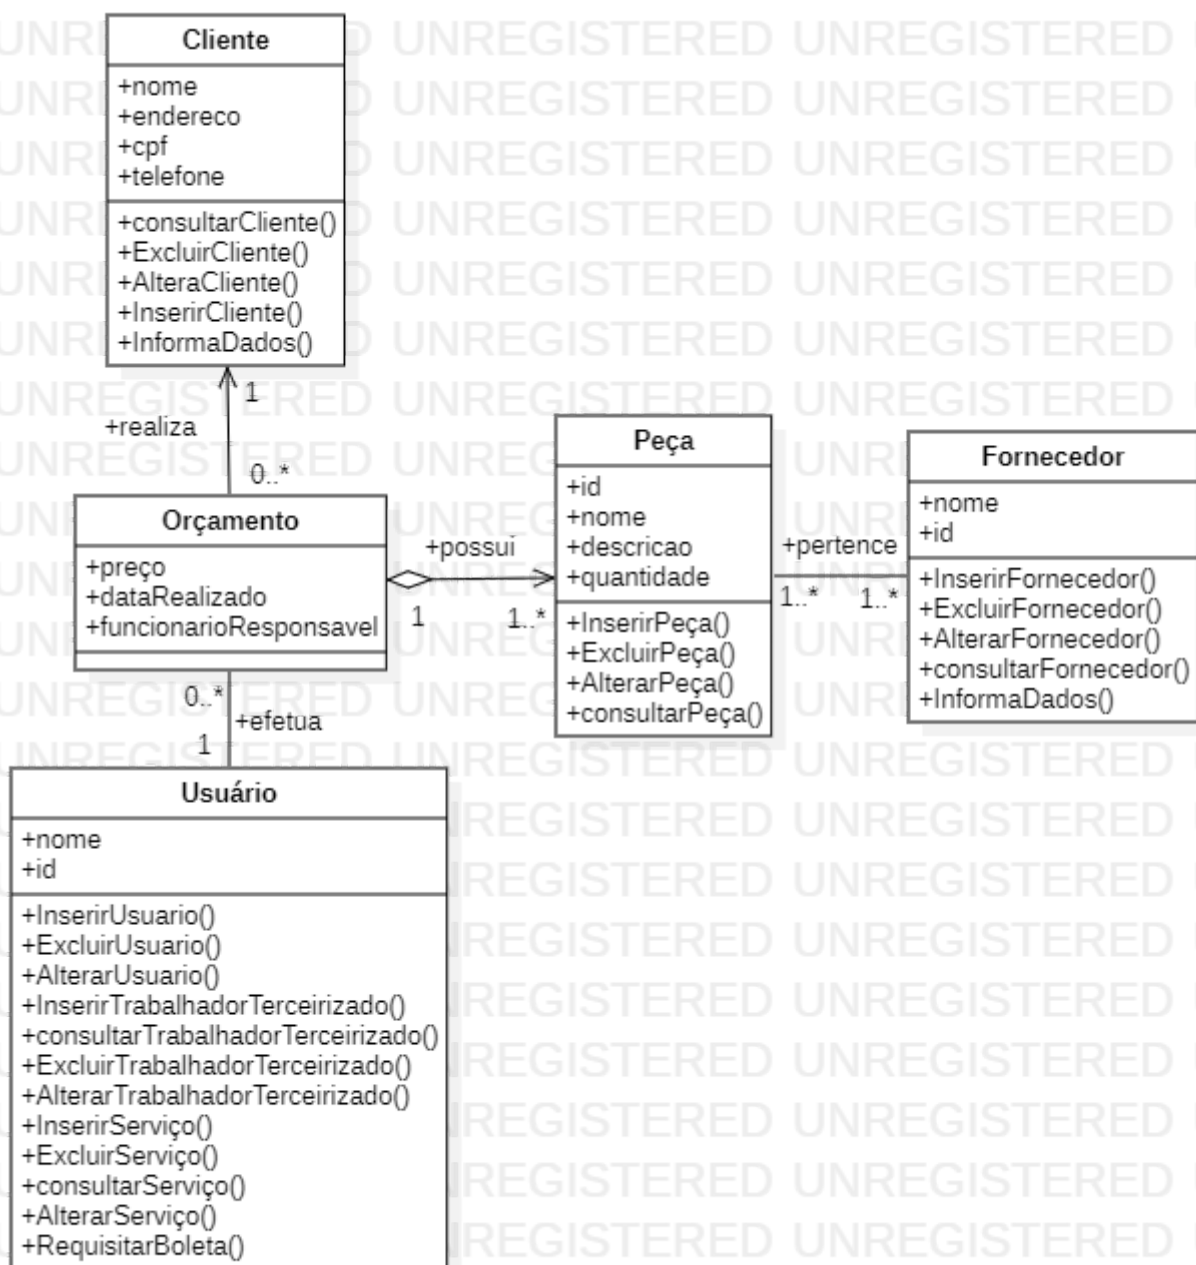 Cliente
+nome
+endereco
+cpf
+telefone
+consultarCliente()
+ExcluirCliente()
+AlteraCliente()
+InserirCliente()
+InformaDados()
1
+realiza
0..*
Orçamento
+preço
+dataRealizado
+funcionarioResponsavel
+possui
1
1..*
Peça
+id
+nome
+descricao
+quantidade
+InserirPeça()
+ExcluirPeça()
+AlterarPeça()
+consultarPeça()
+pertence
1..*
1..*
Fornecedor
+nome
+id
+InserirFornecedor()
+ExcluirFornecedor()
+AlterarFornecedor()
+consultarFornecedor()
+InformaDados()
0..*
+efetua
1
Usuário
+nome
+id
+InserirUsuario()
+ExcluirUsuario()
+AlterarUsuario()
+InserirTrabalhadorTerceirizado()
+consultarTrabalhadorTerceirizado()
+ExcluirTrabalhadorTerceirizado()
+AlterarTrabalhadorTerceirizado()
+InserirServiço()
+ExcluirServiço()
+consultarServiço()
+AlterarServiço()
+RequisitarBoleta()
UNREGISTERED